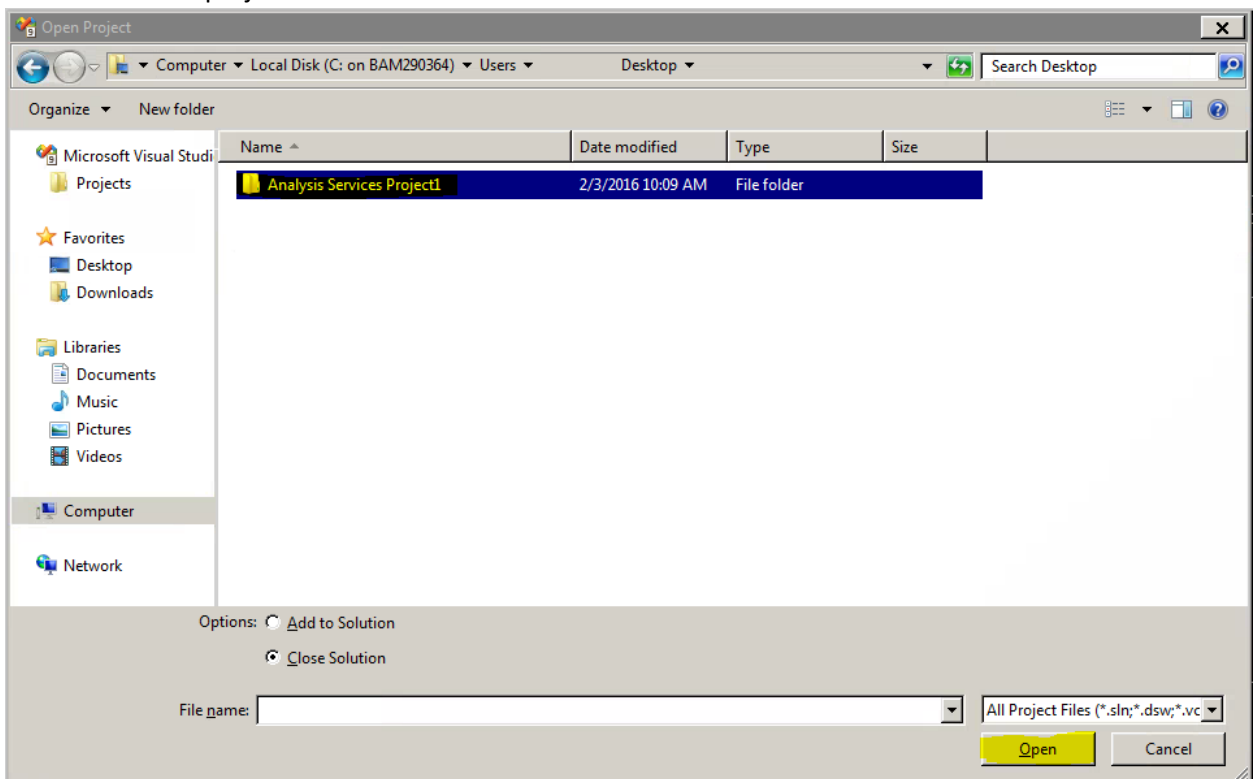 Open Project
Computer Local Disk (C: on BAM290364) Users Desktop Search Desktop
Organize New folder
Name Date modified Type Size
Microsoft Visual Studi
Projects
Analysis Services Project1 2/3/2016 10:09 AM File folder
Favorites
Desktop
Downloads
Libraries
Documents
Music
Pictures
Videos
Computer
Network
Options: Add to Solution
Close Solution
File name: All Project Files (*.sln;*.dsw;*.vc
Open Cancel